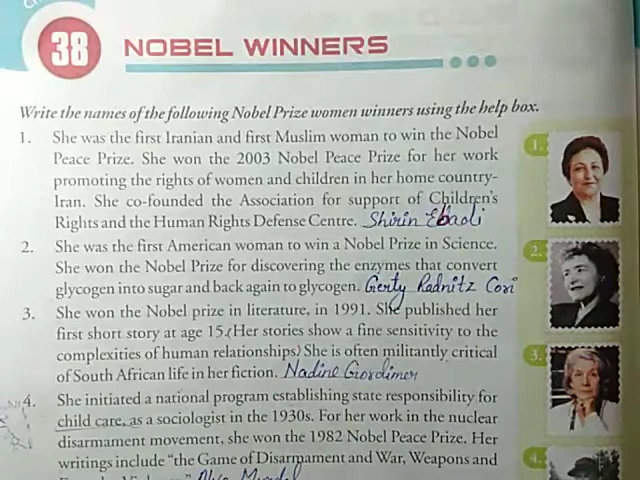 38 NOBEL WINNERS
Write the names of the following Nobel Prize women winners using the help box.
1. She was the first Iranian and first Muslim woman to win the Nobel
Peace Prize. She won the 2003 Nobel Peace Prize for her work
promoting the rights of women and children in her home country-
Iran. She co-founded the Association for support of Children's
Rights and the Human Rights Defense Centre. Shirin Ebadi
2. She was the first American woman to win a Nobel Prize in Science.
She won the Nobel Prize for discovering the enzymes that convert
glycogen into sugar and back again to glycogen. Gerty Radnitz Cori
3. She won the Nobel prize in literature, in 1991. She published her
first short story at age 15. (Her stories show a fine sensitivity to the
complexities of human relationships) She is often militantly critical
of South African life in her fiction. Nadine Gordimer
4. She initiated a national program establishing state responsibility for
child care, as a sociologist in the 1930s. For her work in the nuclear
disarmament movement, she won the 1982 Nobel Peace Prize. Her
writings include "the Game of Disarmament and War, Weapons and
1.
2.
3.
4.